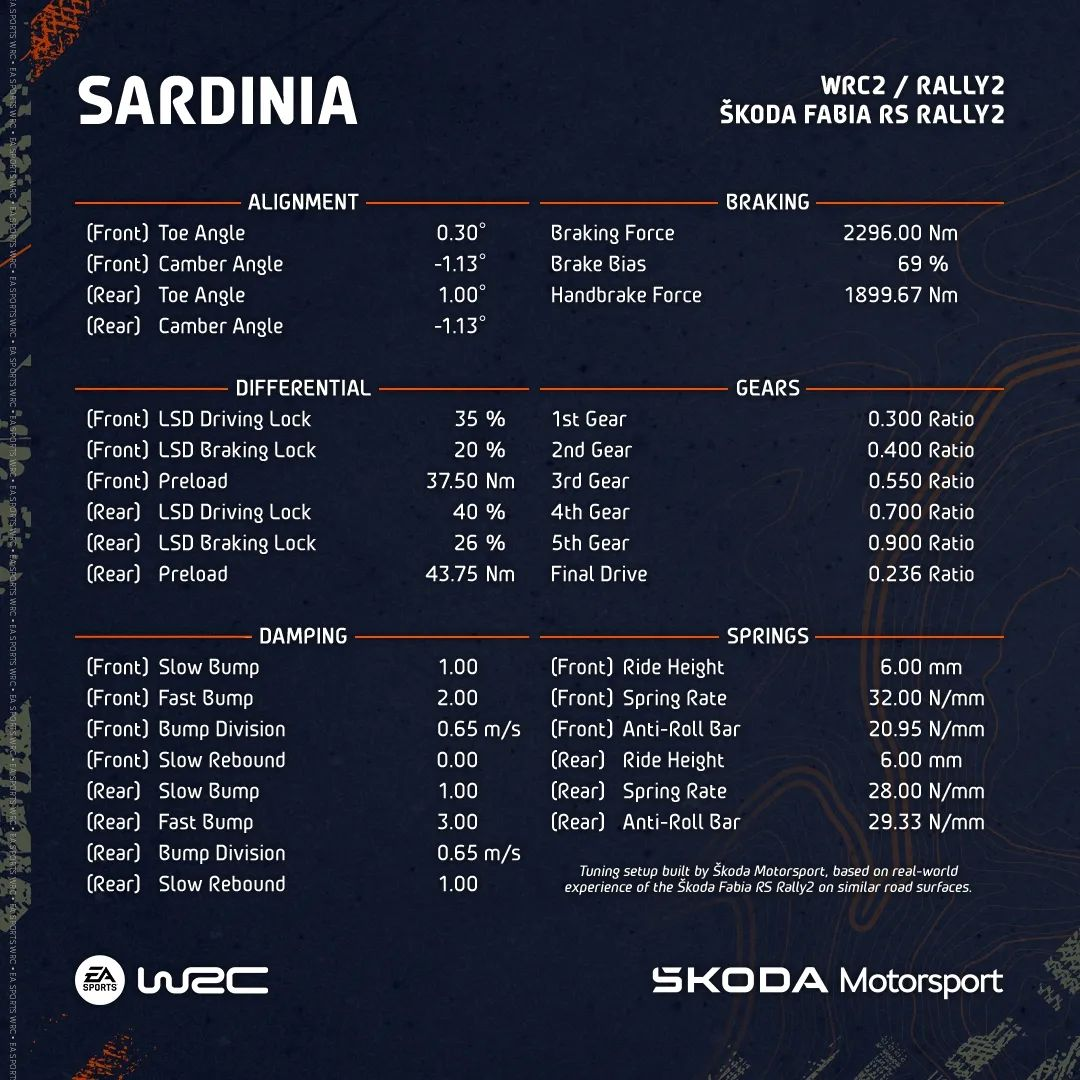 SARDINIA
WRC2 / RALLY2
ŠKODA FABIA RS RALLY2
ALIGNMENT
(Front) Toe Angle 0.30°
(Front) Camber Angle -1.13°
(Rear) Toe Angle 1.00°
(Rear) Camber Angle -1.13°
BRAKING
Braking Force 2296.00 Nm
Brake Bias 69 %
Handbrake Force 1899.67 Nm
DIFFERENTIAL
(Front) LSD Driving Lock 35 %
(Front) LSD Braking Lock 20 %
(Front) Preload 37.50 Nm
(Rear) LSD Driving Lock 40 %
(Rear) LSD Braking Lock 26 %
(Rear) Preload 43.75 Nm
GEARS
1st Gear 0.300 Ratio
2nd Gear 0.400 Ratio
3rd Gear 0.550 Ratio
4th Gear 0.700 Ratio
5th Gear 0.900 Ratio
Final Drive 0.236 Ratio
DAMPING
(Front) Slow Bump 1.00
(Front) Fast Bump 2.00
(Front) Bump Division 0.65 m/s
(Front) Slow Rebound 0.00
(Rear) Slow Bump 1.00
(Rear) Fast Bump 3.00
(Rear) Bump Division 0.65 m/s
(Rear) Slow Rebound 1.00
SPRINGS
(Front) Ride Height 6.00 mm
(Front) Spring Rate 32.00 N/mm
(Front) Anti-Roll Bar 20.95 N/mm
(Rear) Ride Height 6.00 mm
(Rear) Spring Rate 28.00 N/mm
(Rear) Anti-Roll Bar 29.33 N/mm
Tuning setup built by Škoda Motorsport, based on real-world
experience of the Škoda Fabia RS Rally2 on similar road surfaces.
EA SPORTS WRC
ŠKODA Motorsport
EA SPORTS WRC • EA SPORTS WRC • EA SPORTS WRC • EA SPORTS WRC • EA SPORTS WRC